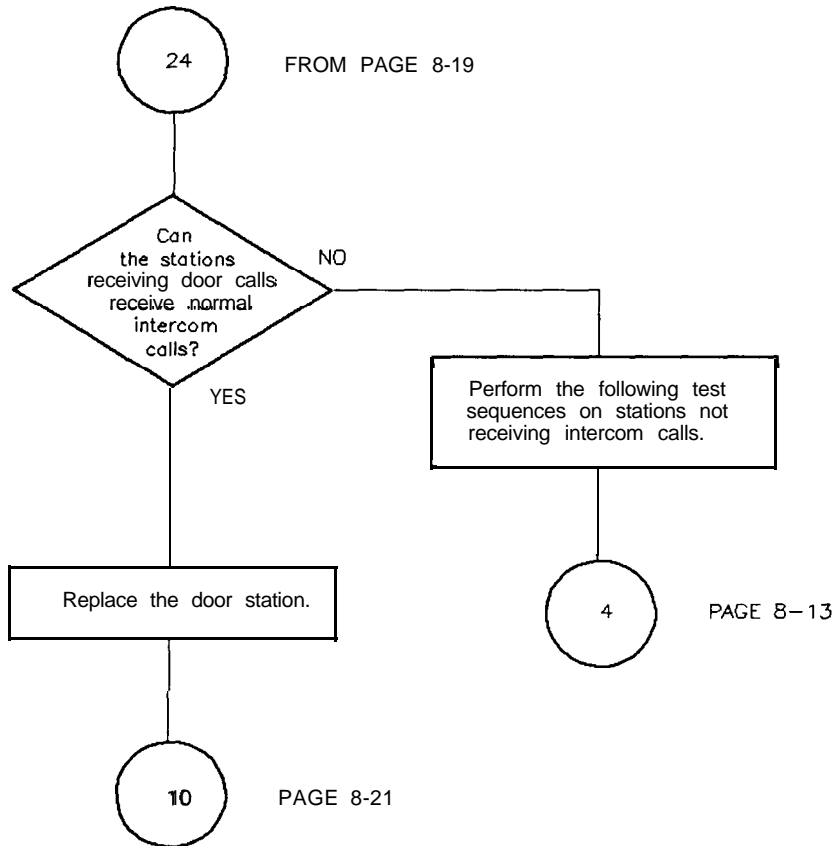 24
FROM PAGE 8-19
Can
the stations
receiving door calls
receive normal
intercom
calls?
NO
YES
Perform the following test
sequences on stations not
receiving intercom calls.
Replace the door station.
4
PAGE 8-13
10
PAGE 8-21